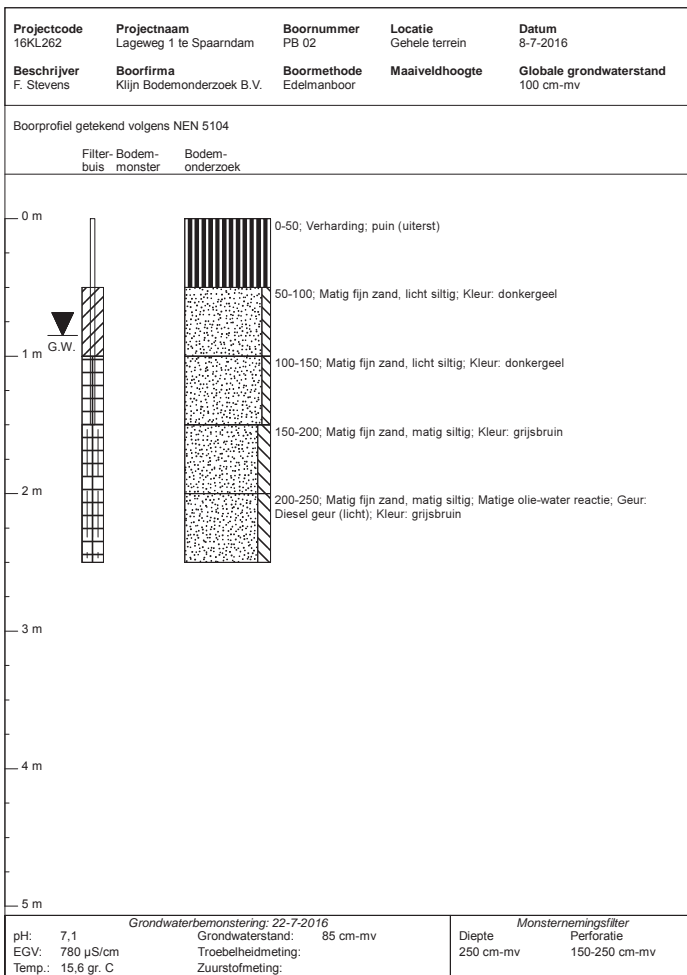 Projectcode Projectnaam Boornummer Locatie Datum
16KL262 Lageweg 1 te Spaarndam PB 02 Gehele terrein 8-7-2016
Beschrijver Boorfirma Boormethode Maaiveldhoogte Globale grondwaterstand
F. Stevens Klijn Bodemonderzoek B.V. Edelmanboor 100 cm-mv
Boorprofiel getekend volgens NEN 5104
Filter- Bodem- Bodem-
buis monster onderzoek
0 m
0-50; Verharding; puin (uiterst)
50-100; Matig fijn zand, licht siltig; Kleur: donkergeel
G.W.
1 m
100-150; Matig fijn zand, licht siltig; Kleur: donkergeel
150-200; Matig fijn zand, matig siltig; Kleur: grijsbruin
2 m
200-250; Matig fijn zand, matig siltig; Matige olie-water reactie; Geur:
Diesel geur (licht); Kleur: grijsbruin
3 m
4 m
5 m
Grondwaterbemonstering: 22-7-2016 Monsternemingsfilter
pH: 7,1 Grondwaterstand: 85 cm-mv Diepte Perforatie
EGV: 780 µS/cm Troebelheidmeting: 250 cm-mv 150-250 cm-mv
Temp.: 15,6 gr. C Zuurstofmeting: